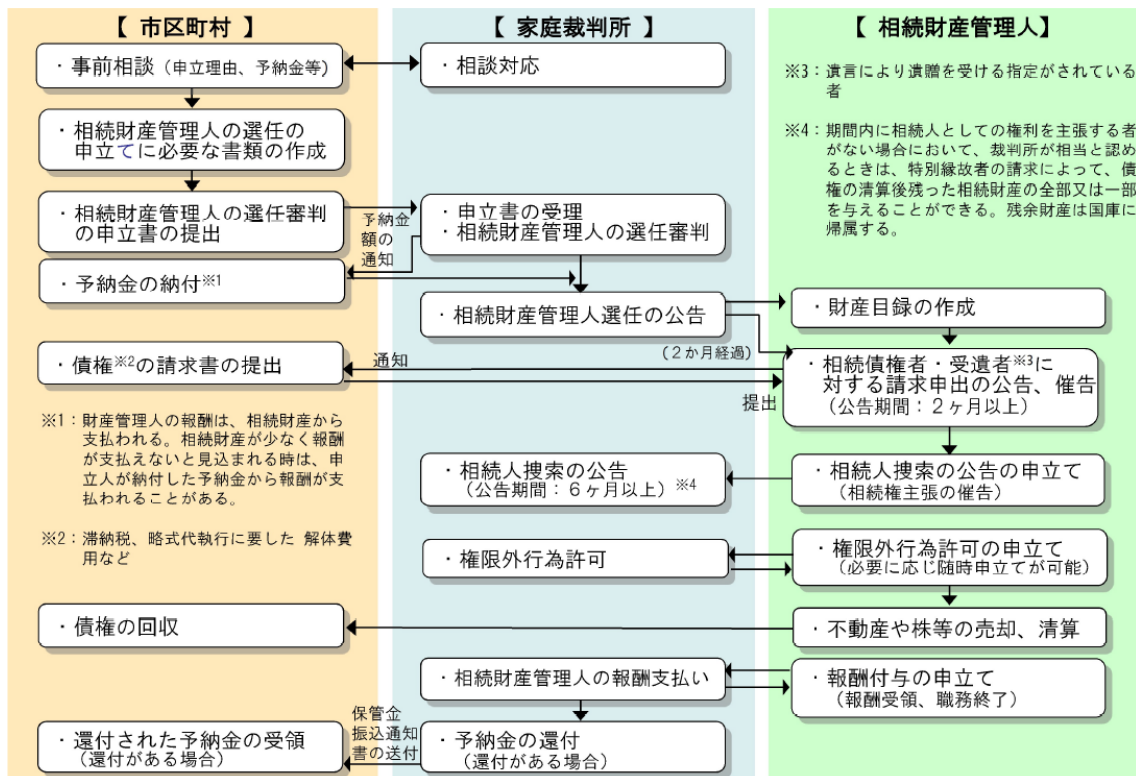 【 市区町村 】
・事前相談（申立理由、予納金等）
・相続財産管理人の選任の
申立てに必要な書類の作成
・相続財産管理人の選任審判
の申立書の提出
・予納金の納付※1
・債権※2の請求書の提出
※1：財産管理人の報酬は、相続財産から
支払われる。相続財産が少なく報酬
が支払えないと見込まれる時は、申
立人が納付した予納金から報酬が支
払われることがある。
※2：滞納税、略式代執行に要した 解体費
用など
・債権の回収
・還付された予納金の受領
（還付がある場合）
予納金
額の
通知
通知
保管金
振込通知
書の送付
【 家庭裁判所 】
・相談対応
・申立書の受理
・相続財産管理人の選任審判
・相続財産管理人選任の公告
（２か月経過）
提出
・相続人捜索の公告
（公告期間：６ヶ月以上）※4
・権限外行為許可
・相続財産管理人の報酬支払い
・予納金の還付
（還付がある場合）
【 相続財産管理人】
※3：遺言により遺贈を受ける指定がされている
者
※4：期間内に相続人としての権利を主張する者
がない場合において、裁判所が相当と認め
るときは、特別縁故者の請求によって、債
権の清算後残った相続財産の全部又は一部
を与えることができる。残余財産は国庫に
帰属する。
・財産目録の作成
・相続債権者・受遺者※3に
対する請求申出の公告、催告
（公告期間：２ヶ月以上）
・相続人捜索の公告の申立て
（相続権主張の催告）
・権限外行為許可の申立て
（必要に応じ随時申立てが可能）
・不動産や株等の売却、清算
・報酬付与の申立て
（報酬受領、職務終了）